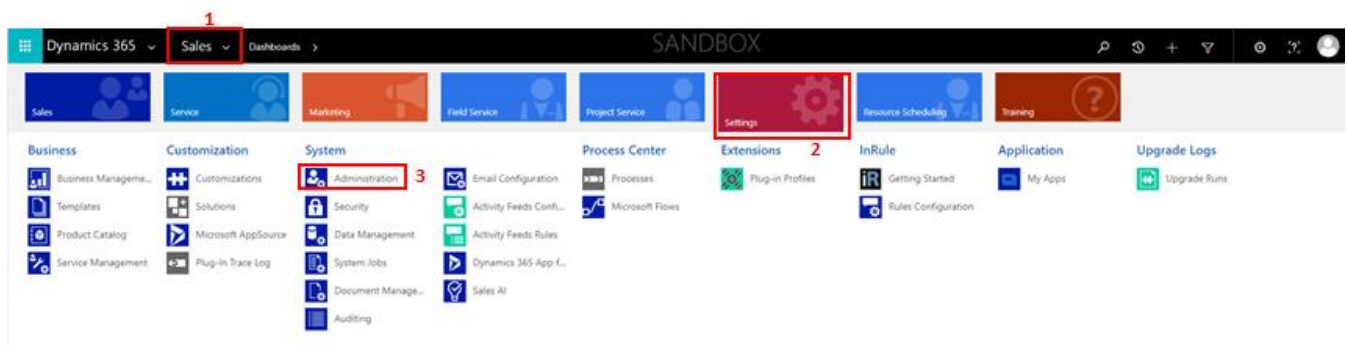 1
Dynamics 365 Sales Dashboards SANDBOX
Sales Service Marketing Field Service Project Service Settings Resource Scheduling Training
2
Business Customization System Process Center Extensions InRule Application Upgrade Logs
Business Manageme... Customizations Administration 3 Email Configuration Processes Plug-in Profiles iR Getting Started My Apps Upgrade Runs
Templates Solutions Security Activity Feeds Confi... Microsoft Flows Rules Configuration
Product Catalog Microsoft AppSource Data Management Activity Feeds Rules
Service Management Plug-In Trace Log System Jobs Dynamics 365 App f...
Document Manage... Sales AI
Auditing